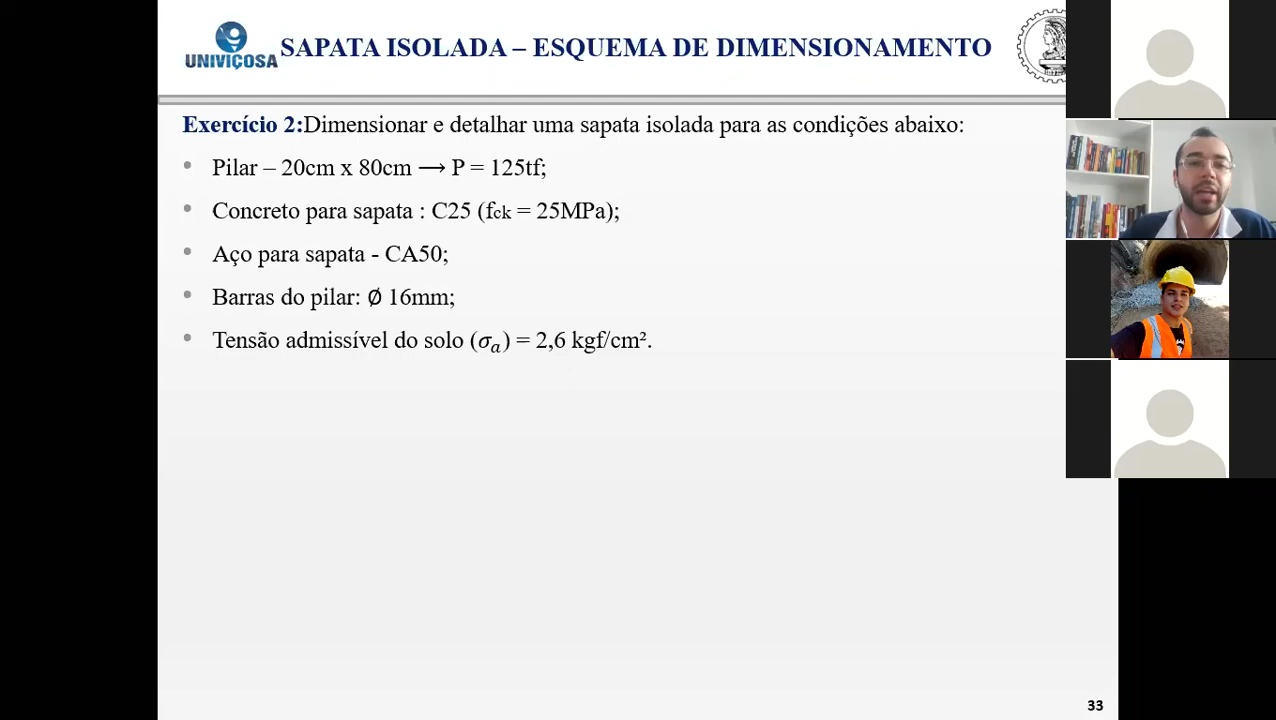 UNIVIÇOSA
SAPATA ISOLADA – ESQUEMA DE DIMENSIONAMENTO
Exercício 2:Dimensionar e detalhar uma sapata isolada para as condições abaixo:
• Pilar – 20cm x 80cm ⟶ P = 125tf;
• Concreto para sapata : C25 (fck = 25MPa);
• Aço para sapata - CA50;
• Barras do pilar: Ø 16mm;
• Tensão admissível do solo (σₐ) = 2,6 kgf/cm².
33